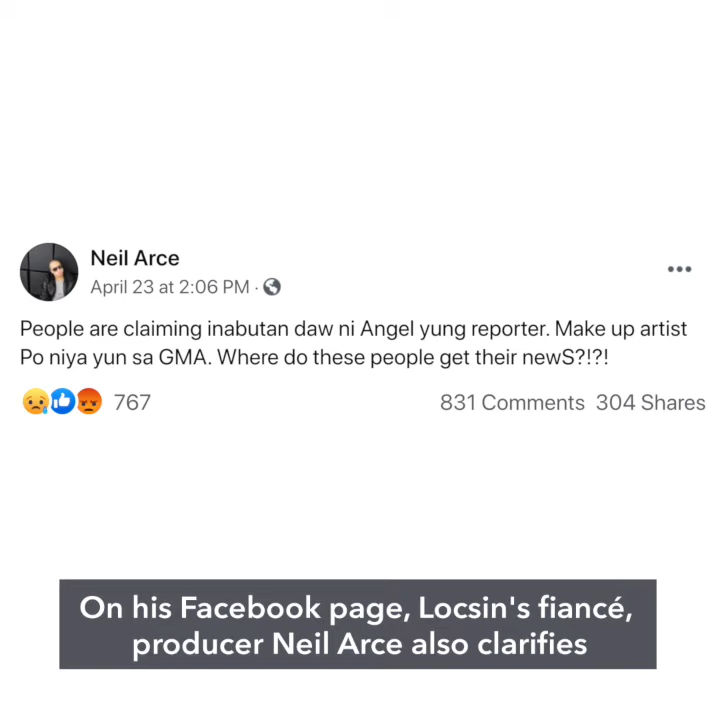 Neil Arce
April 23 at 2:06 PM ·
People are claiming inabutan daw ni Angel yung reporter. Make up artist
Po niya yun sa GMA. Where do these people get their newS?!?!
767
831 Comments 304 Shares
On his Facebook page, Locsin's fiancé,
producer Neil Arce also clarifies